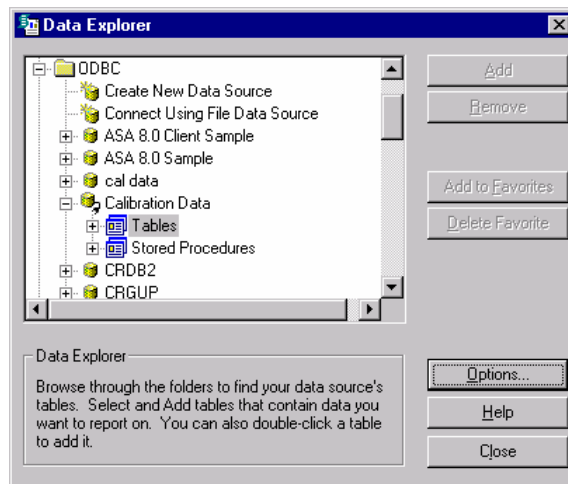 Data Explorer
ODBC
Create New Data Source
Connect Using File Data Source
ASA 8.0 Client Sample
ASA 8.0 Sample
cal data
Calibration Data
Tables
Stored Procedures
CRDB2
CRGUP
Add
Remove
Add to Favorites
Delete Favorite
Data Explorer
Browse through the folders to find your data source's
tables. Select and Add tables that contain data you
want to report on. You can also double-click a table
to add it.
Options...
Help
Close